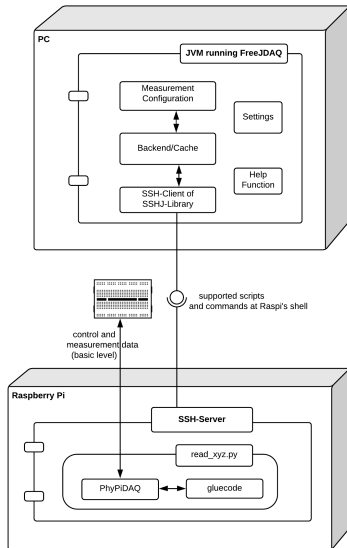 PC
JVM running FreeJDAQ
Measurement
Configuration
Settings
Backend/Cache
Help
Function
SSH-Client of
SSHJ-Library
supported scripts
and commands at Raspi's shell
control and
measurement data
(basic level)
Raspberry Pi
SSH-Server
read_xyz.py
PhyPiDAQ
gluecode